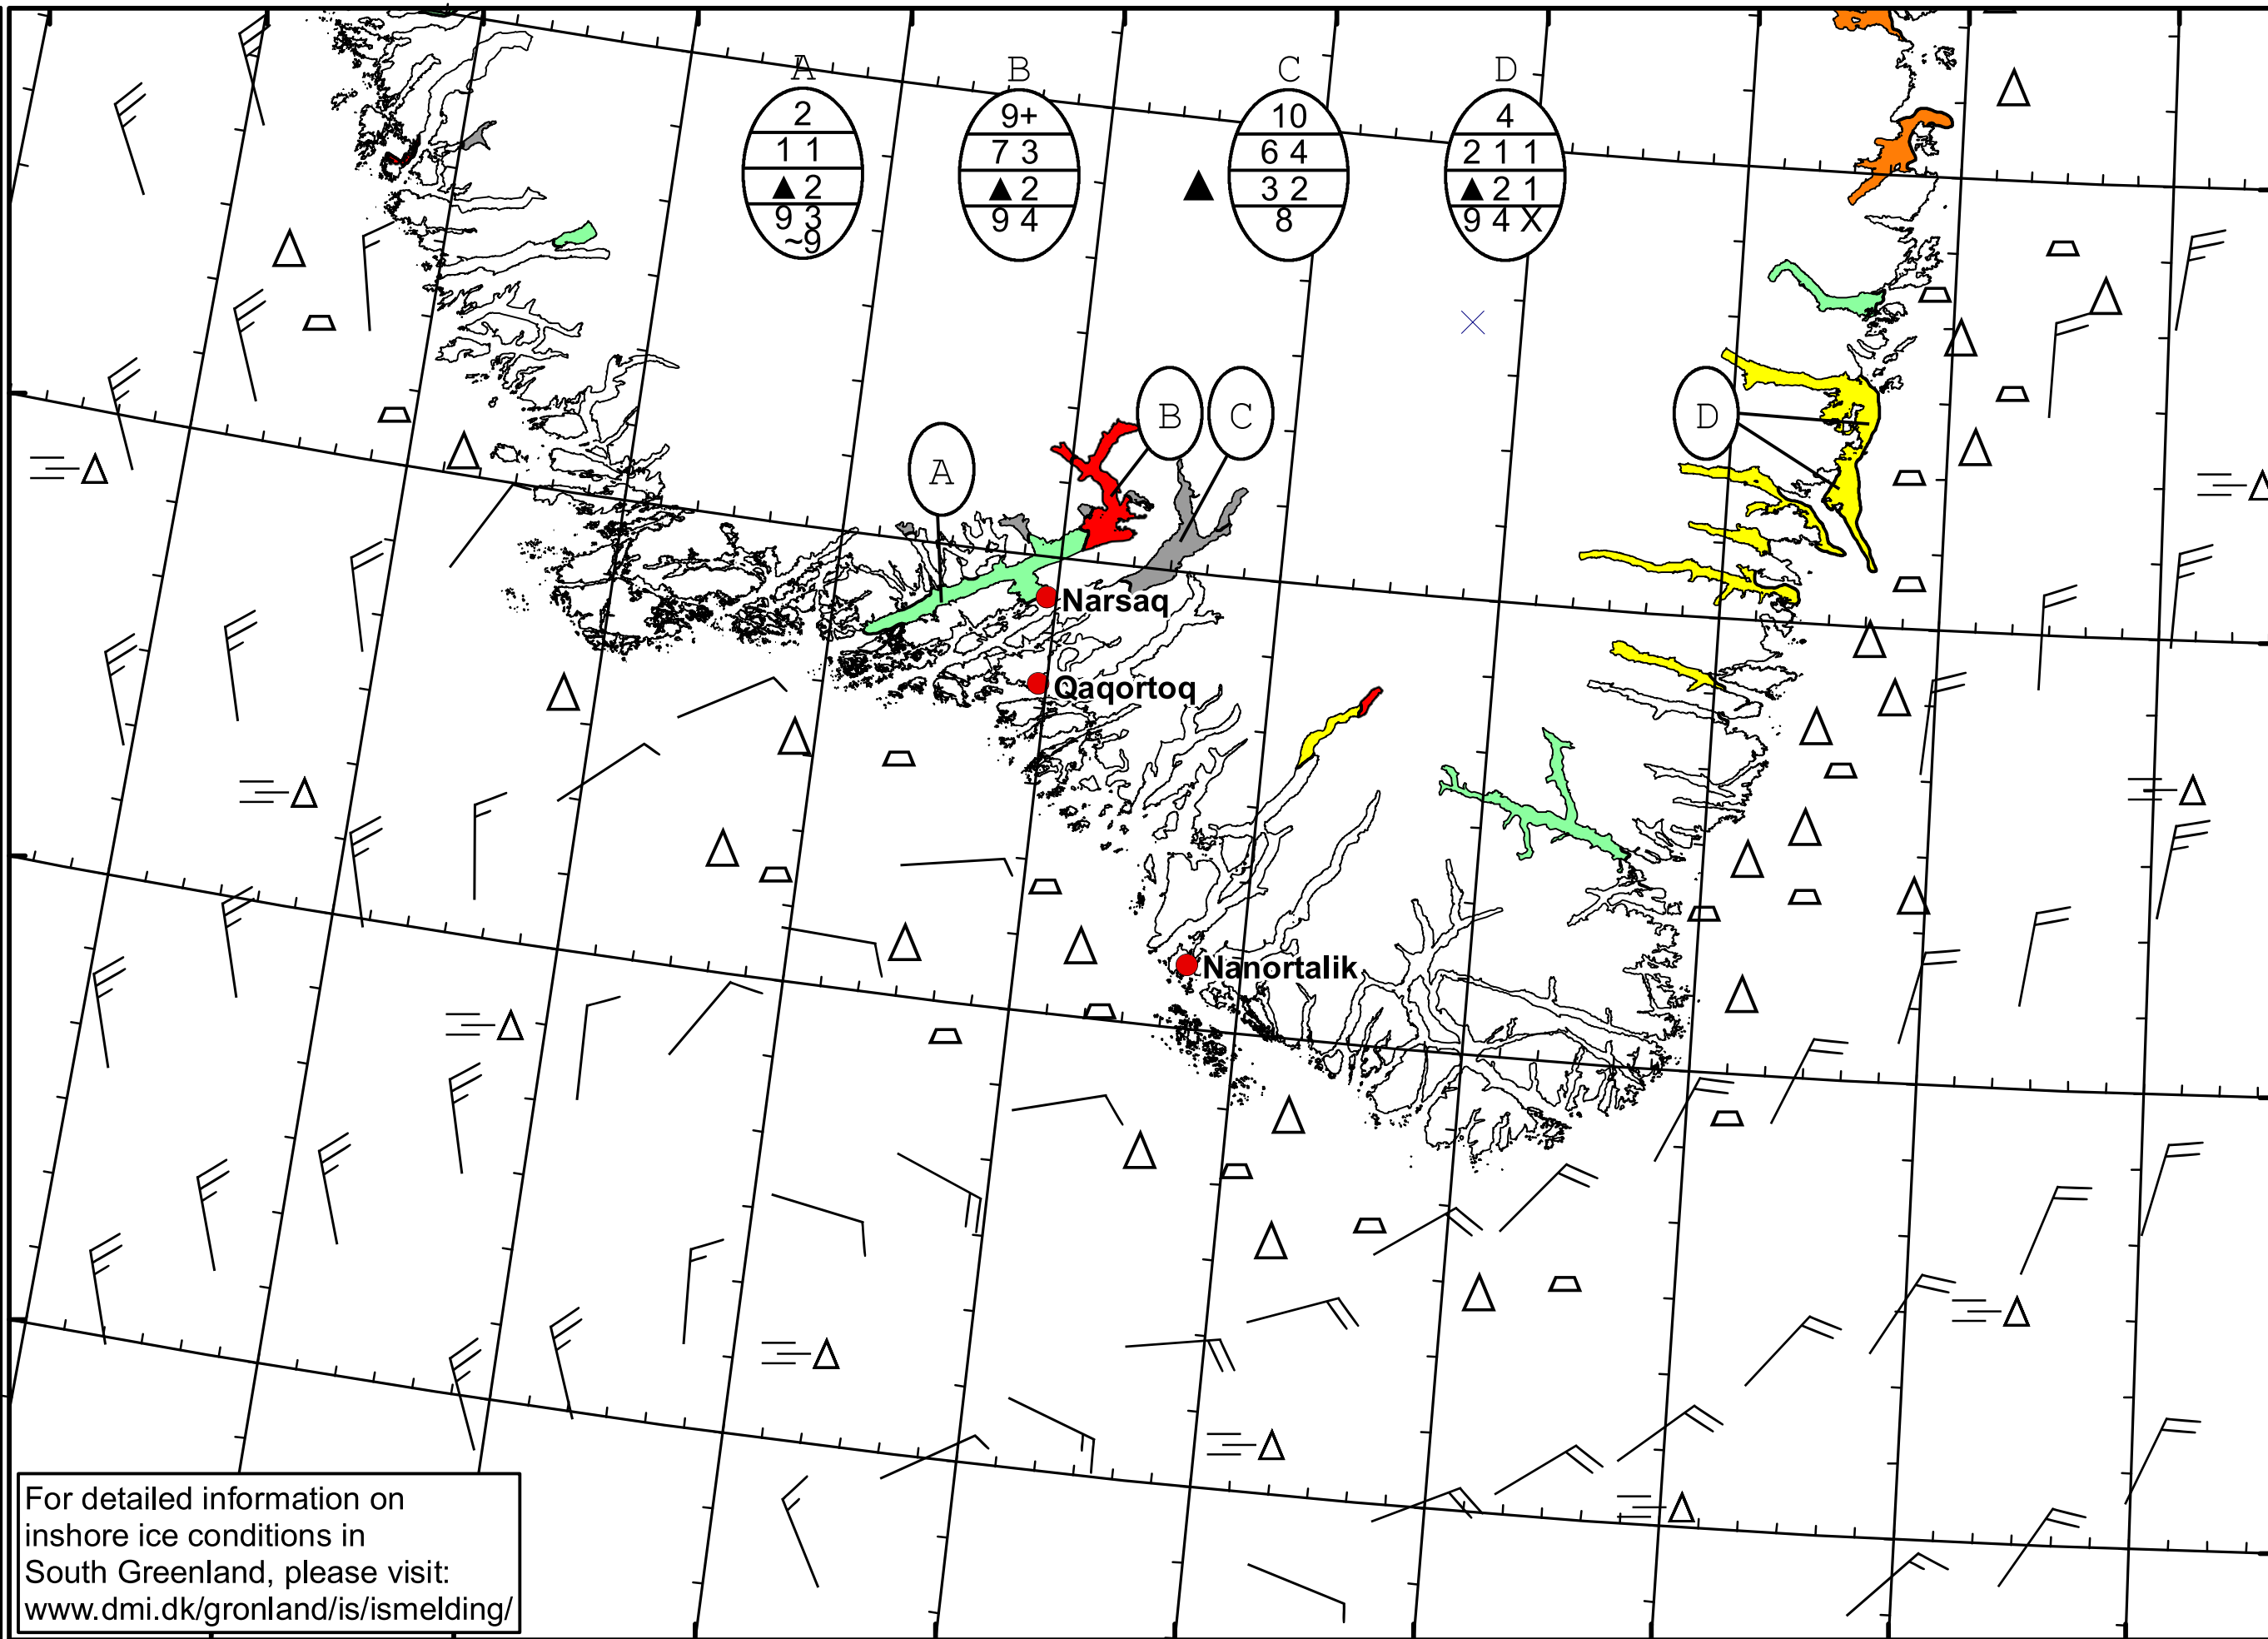 A B C D
2
1 1
▲ 2
9 3
~9
9+
7 3
▲ 2
9 4
10
6 4
▲ 3 2
8
4
2 1 1
▲ 2 1
9 4 X
B C
D
A
Narsaq
Qaqortoq
Nanortalik
For detailed information on
inshore ice conditions in
South Greenland, please visit:
www.dmi.dk/gronland/is/ismelding/